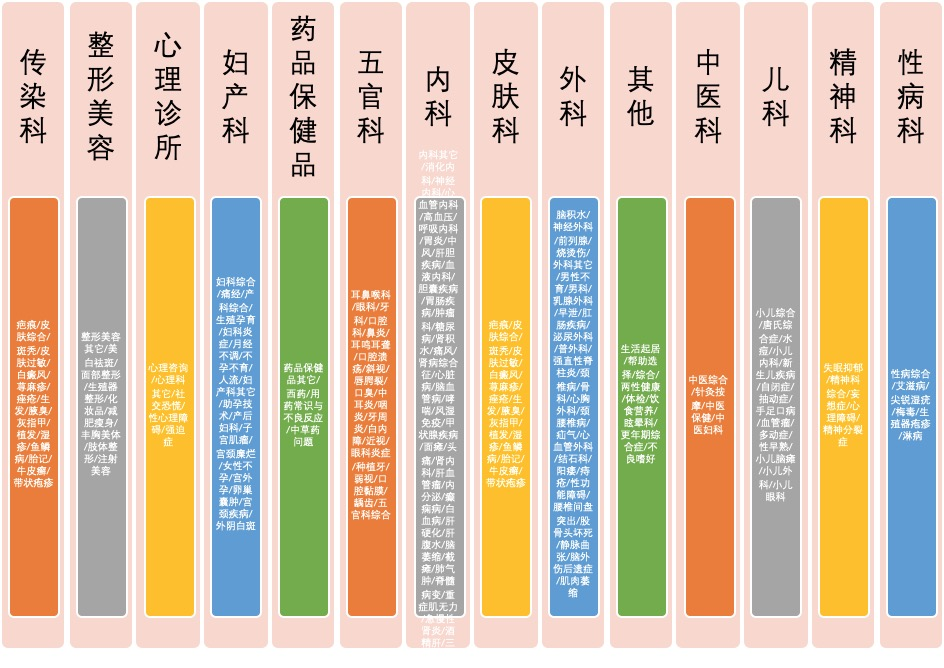 传
染
科
疤痕/皮
肤综合/
斑秃/皮
肤过敏/
白癜风/
荨麻疹/
痤疮/生
发/腋臭/
灰指甲/
植发/湿
疹/鱼鳞
病/胎记/
牛皮癣/
带状疱疹
整
形
美
容
整形美容
其它/美
白祛斑/
面部整形
/生殖器
整形/化
妆品/减
肥瘦身/
丰胸美体
/肢体整
形/注射
美容
心
理
诊
所
心理咨询
/心理科
其它/社
交恐慌/
性心理障
碍/强迫
症
妇
产
科
妇科综合
/痛经/产
科综合/
生殖孕育
/妇科炎
症/月经
不调/不
孕不育/
人流/妇
产科其它
/助孕技
术/产后
妇科/子
宫肌瘤/
宫颈糜烂
/女性不
孕/宫外
孕/卵巢
囊肿/宫
颈疾病/
外阴白斑
药
品
保
健
品
药品保健
品其它/
西药/用
药常识与
不良反应
/中草药
问题
五
官
科
耳鼻喉科
/眼科/牙
科/口腔
科/鼻炎/
耳鸣耳聋
/口腔溃
疡/斜视/
唇腭裂/
口臭/中
耳炎/咽
炎/牙周
炎/白内
障/近视/
眼科炎症
/种植牙/
弱视/口
腔黏膜/
龋齿/五
官科综合
内
科
内科其它
/消化内
科/神经
内科/心
血管内科
/高血压/
呼吸内科
/胃炎/中
风/肝胆
疾病/血
液内科/
胆囊疾病
/胃肠疾
病/肿瘤
科/糖尿
病/肾积
水/痛风/
肾病综合
征/心脏
病/脑血
管病/哮
喘/风湿
免疫/甲
状腺疾病
/面瘫/头
痛/肾内
科/肝血
管瘤/内
分泌/癫
痫病/白
血病/肝
硬化/肝
腹水/脑
萎缩/截
瘫/肺气
肿/脊髓
病变/重
症肌无力
/急慢性
肾炎/酒
精肝/三
皮
肤
科
疤痕/皮
肤综合/
斑秃/皮
肤过敏/
白癜风/
荨麻疹/
痤疮/生
发/腋臭/
灰指甲/
植发/湿
疹/鱼鳞
病/胎记/
牛皮癣/
带状疱疹
外
科
脑积水/
神经外科
/前列腺/
烧烫伤/
外科其它
/男性不
育/男科/
乳腺外科
/早泄/肛
肠疾病/
泌尿外科
/普外科/
强直性脊
柱炎/颈
椎病/骨
科/心胸
外科/颈
腰椎病/
疝气/心
血管外科
/结石科/
阳痿/痔
疮/性功
能障碍/
腰椎间盘
突出/股
骨头坏死
/静脉曲
张/脑外
伤后遗症
/肌肉萎
缩
其
他
生活起居
/帮助选
择/综合/
两性健康
/体检/饮
食营养/
眩晕科/
更年期综
合症/不
良嗜好
中
医
科
中医综合
/针灸按
摩/中医
保健/中
医妇科
儿
科
小儿综合
/唐氏综
合症/水
痘/小儿
内科/新
生儿疾病
/自闭症/
抽动症/
手足口病
/血管瘤/
多动症/
性早熟/
小儿脑瘫
/小儿外
科/小儿
眼科
精
神
科
失眠抑郁
/精神科
综合/妄
想症/心
理障碍/
精神分裂
症
性
病
科
性病综合
/艾滋病/
尖锐湿疣
/梅毒/生
殖器疱疹
/淋病